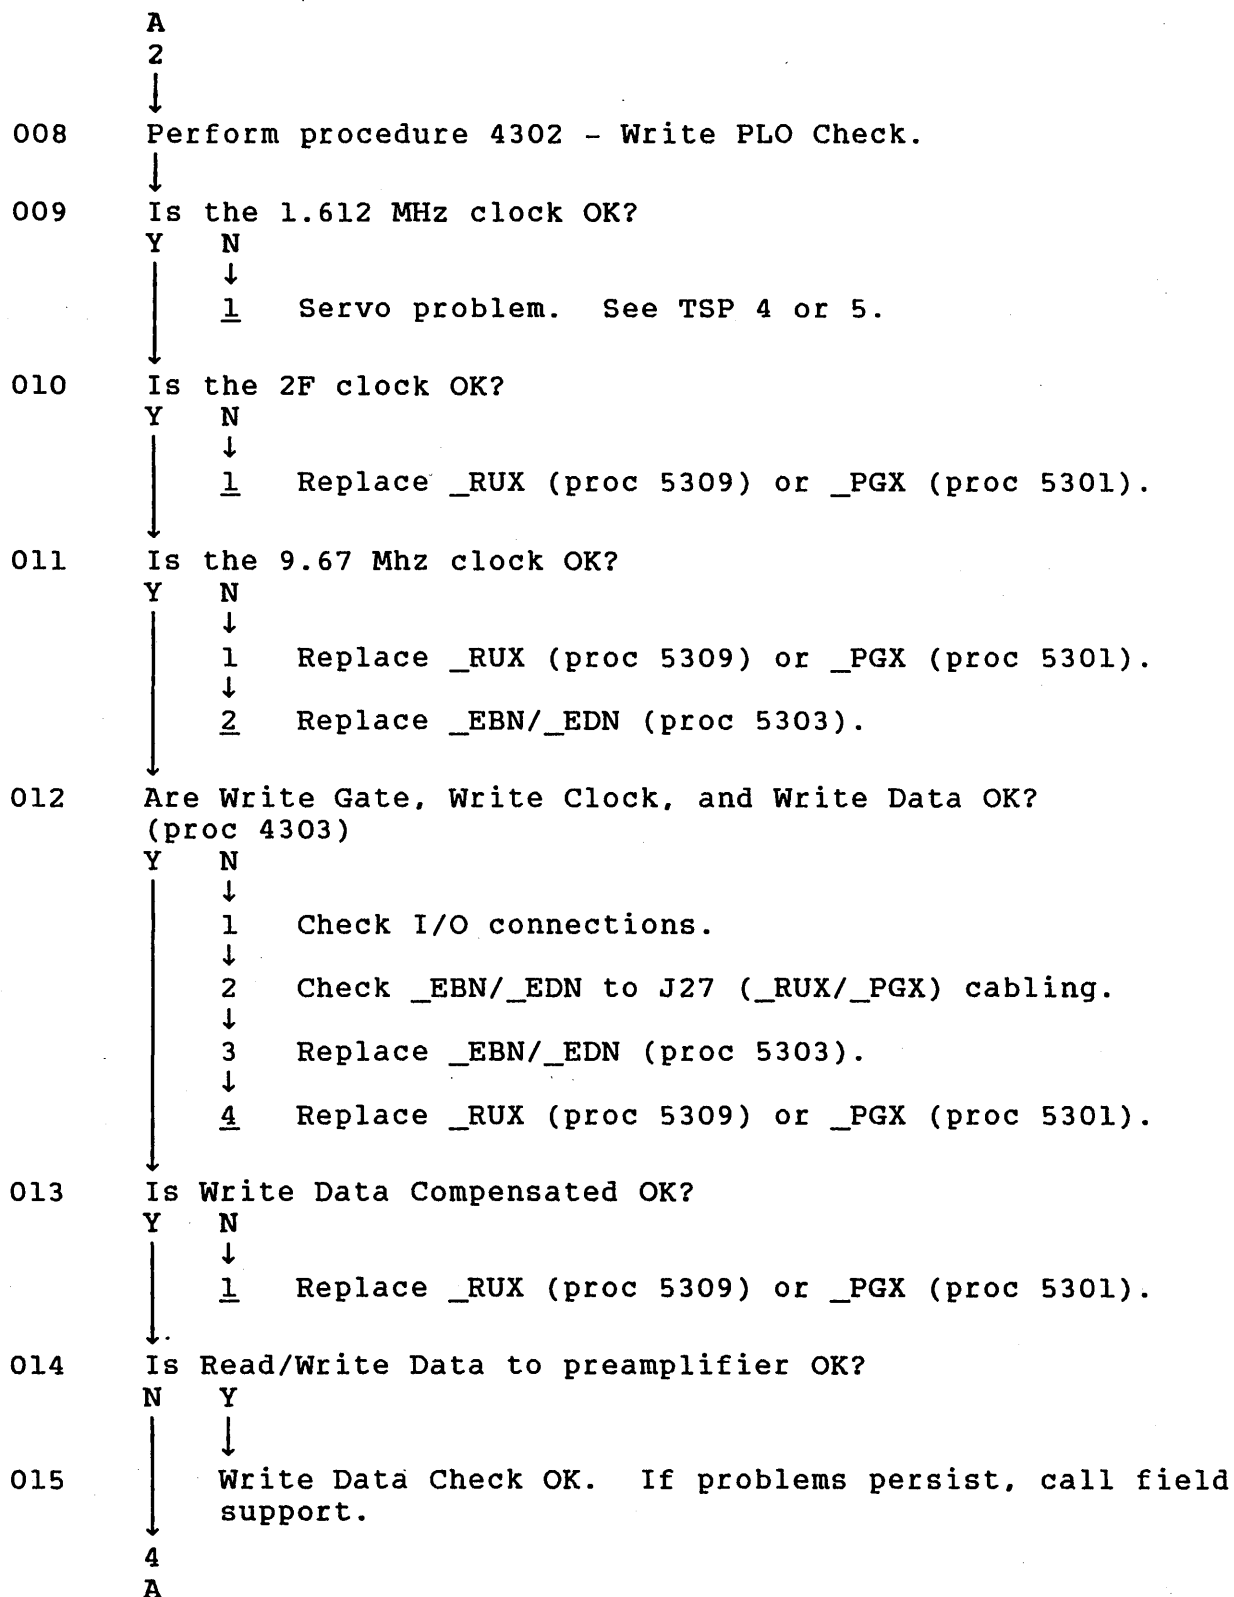 A
2
008 Perform procedure 4302 - Write PLO Check.
009 Is the 1.612 MHz clock OK?
Y N
1 Servo problem. See TSP 4 or 5.
010 Is the 2F clock OK?
Y N
1 Replace _RUX (proc 5309) or _PGX (proc 5301).
011 Is the 9.67 Mhz clock OK?
Y N
1 Replace _RUX (proc 5309) or _PGX (proc 5301).
2 Replace _EBN/_EDN (proc 5303).
012 Are Write Gate, Write Clock, and Write Data OK?
(proc 4303)
Y N
1 Check I/O connections.
2 Check _EBN/_EDN to J27 (_RUX/_PGX) cabling.
3 Replace _EBN/_EDN (proc 5303).
4 Replace _RUX (proc 5309) or _PGX (proc 5301).
013 Is Write Data Compensated OK?
Y N
1 Replace _RUX (proc 5309) or _PGX (proc 5301).
014 Is Read/Write Data to preamplifier OK?
N Y
015 Write Data Check OK. If problems persist, call field
support.
4
A